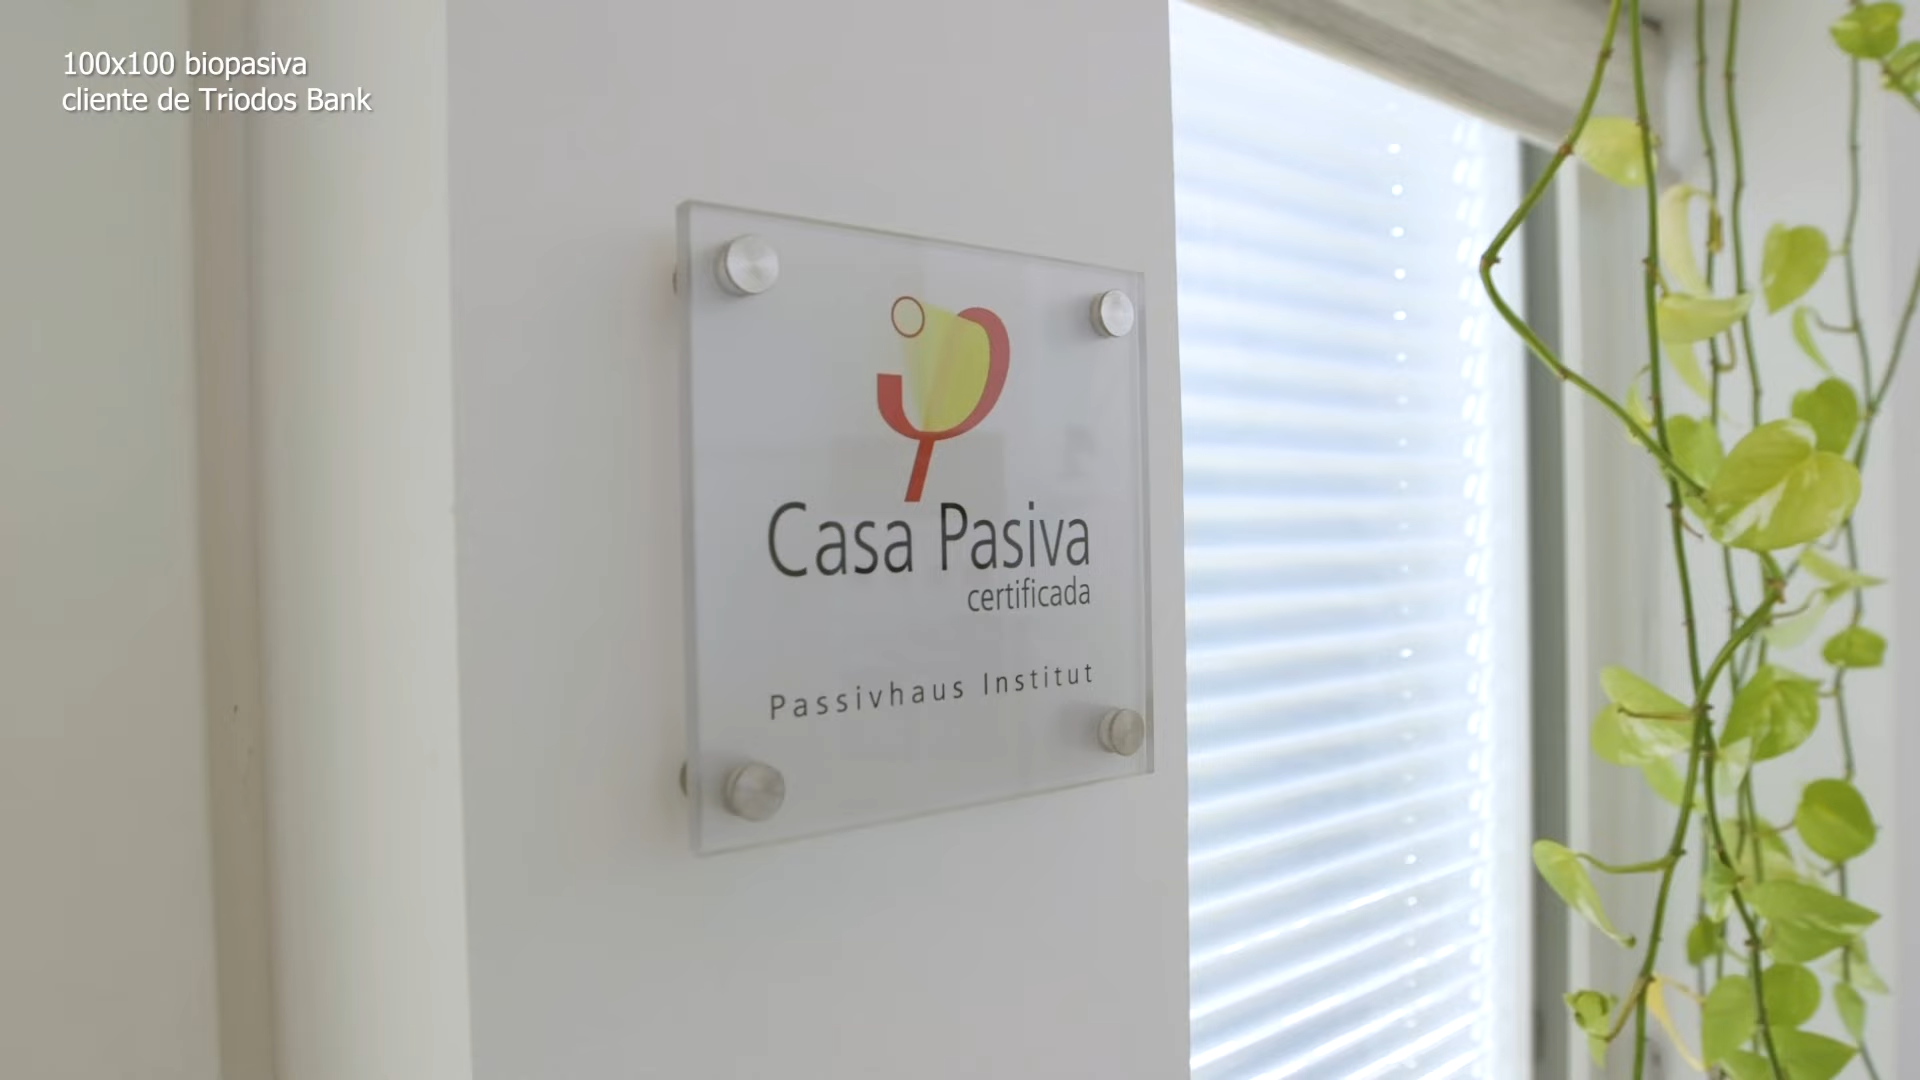 100x100 biopasiva
cliente de Triodos Bank
Casa Pasiva
certificada
Passivhaus Institut